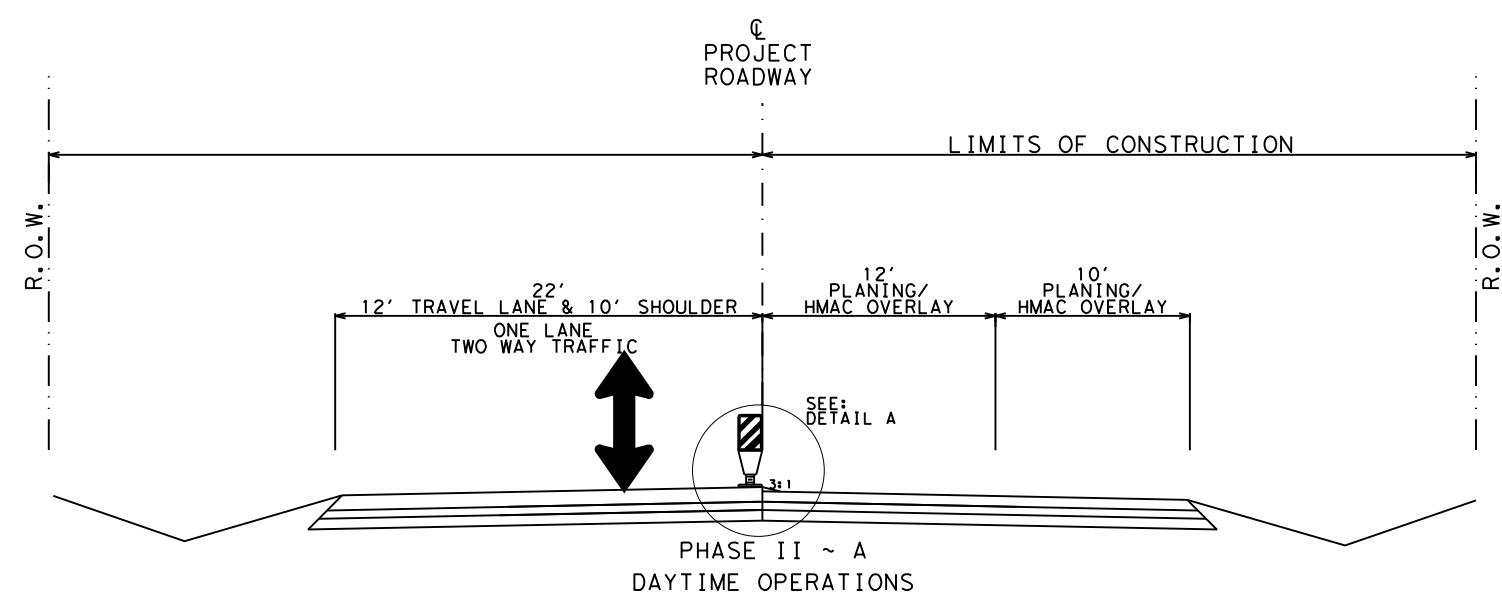 ℄
PROJECT
ROADWAY
LIMITS OF CONSTRUCTION
R.O.W.
R.O.W.
22'
12' TRAVEL LANE & 10' SHOULDER
12'
PLANING/
HMAC OVERLAY
10'
PLANING/
HMAC OVERLAY
ONE LANE
TWO WAY TRAFFIC
SEE:
DETAIL A
3:1
PHASE II ~ A
DAYTIME OPERATIONS